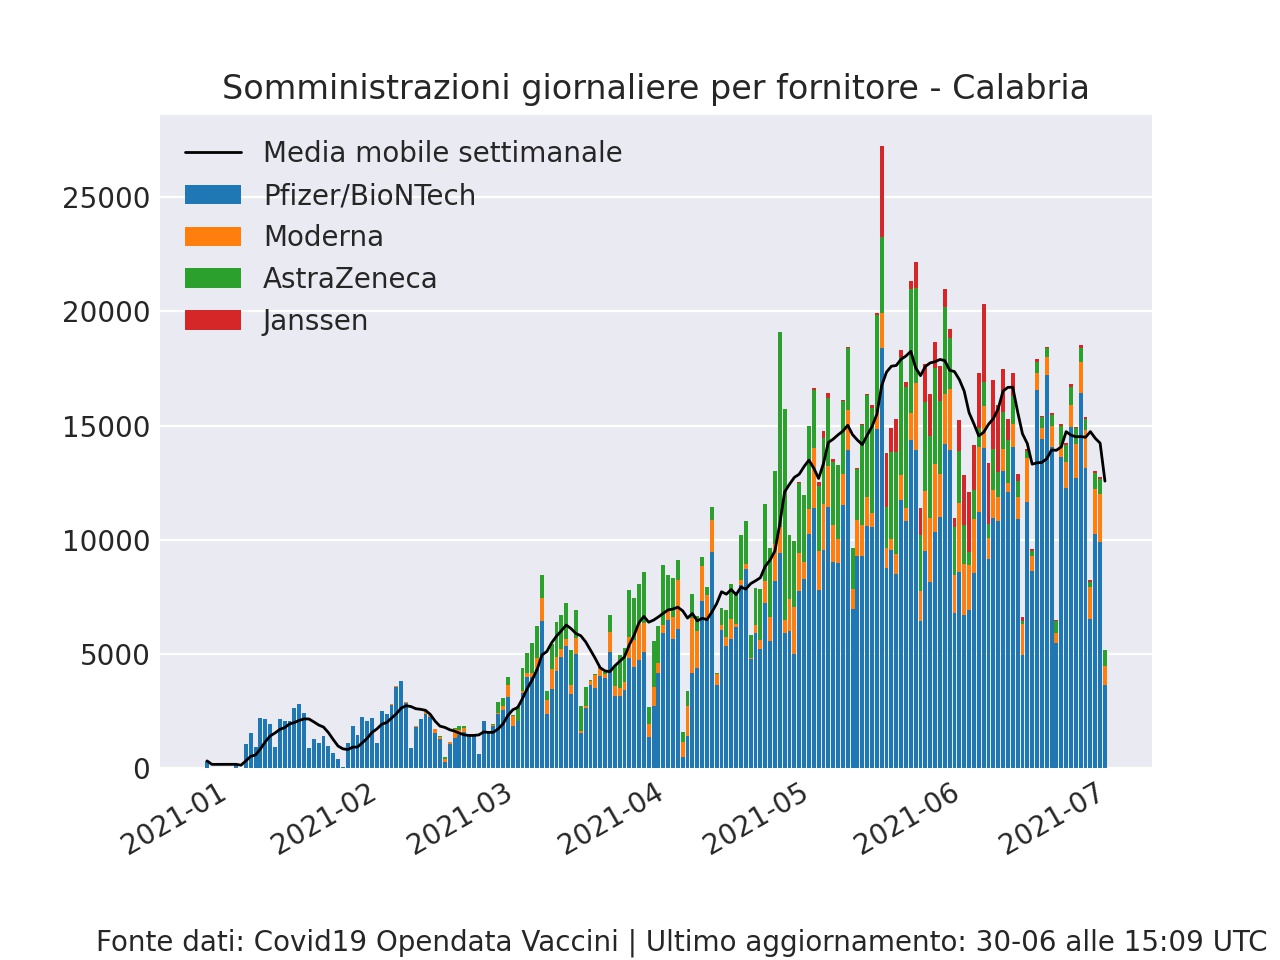 Somministrazioni giornaliere per fornitore - Calabria
Media mobile settimanale
Pfizer/BioNTech
Moderna
AstraZeneca
Janssen
25000
20000
15000
10000
5000
0
2021-01
2021-02
2021-03
2021-04
2021-05
2021-06
2021-07
Fonte dati: Covid19 Opendata Vaccini | Ultimo aggiornamento: 30-06 alle 15:09 UTC